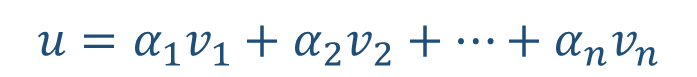 u = α₁v₁ + α₂v₂ + ⋯ + αₙvₙ